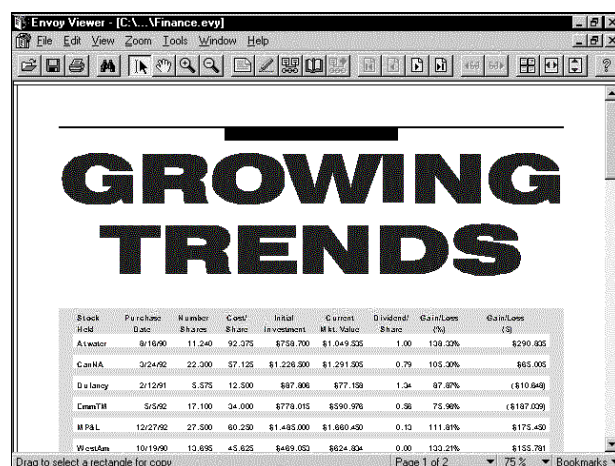 Envoy Viewer - [C:\...\Finance.evy]
File Edit View Zoom Tools Window Help
GROWING
TRENDS
Stock Purchase Number Cost/ Initial Current Dividend/ Gain/Loss Gain/Loss
Held Date Shares Share Investment Mkt. Value Share (%) ($)
Atwater 8/16/90 11.240 92.375 $758.700 $1.049.535 1.00 138.33% $290.835
CanNA 3/24/92 22.300 57.125 $1.226.500 $1.291.505 0.79 105.30% $65.005
Dulaney 2/12/91 5.575 12.500 $87.806 $77.158 1.34 87.87% ($10.648)
EmmTM 5/5/92 17.100 34.000 $778.015 $590.976 0.56 75.96% ($187.039)
MP&L 12/27/92 27.500 60.250 $1.485.000 $1.660.450 0.13 111.81% $175.450
WestAm 10/19/90 13.695 45.625 $469.053 $624.834 0.00 133.21% $155.781
Drag to select a rectangle for copy Page 1 of 2 75 % Bookmarks